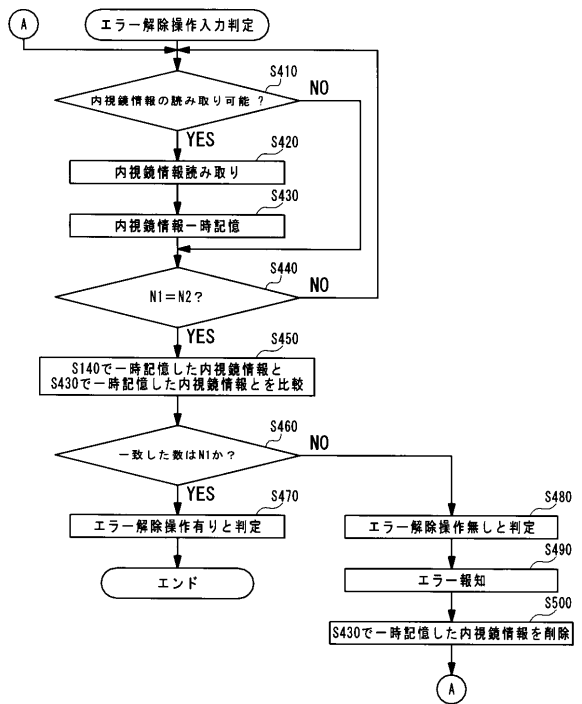 A
エラー解除操作入力判定
S410
内視鏡情報の読み取り可能？
NO
YES
S420
内視鏡情報読み取り
S430
内視鏡情報一時記憶
S440
N1＝N2？
NO
YES
S450
S140で一時記憶した内視鏡情報と
S430で一時記憶した内視鏡情報とを比較
S460
一致した数はN1か？
NO
YES
S470
エラー解除操作有りと判定
エンド
S480
エラー解除操作無しと判定
S490
エラー報知
S500
S430で一時記憶した内視鏡情報を削除
A